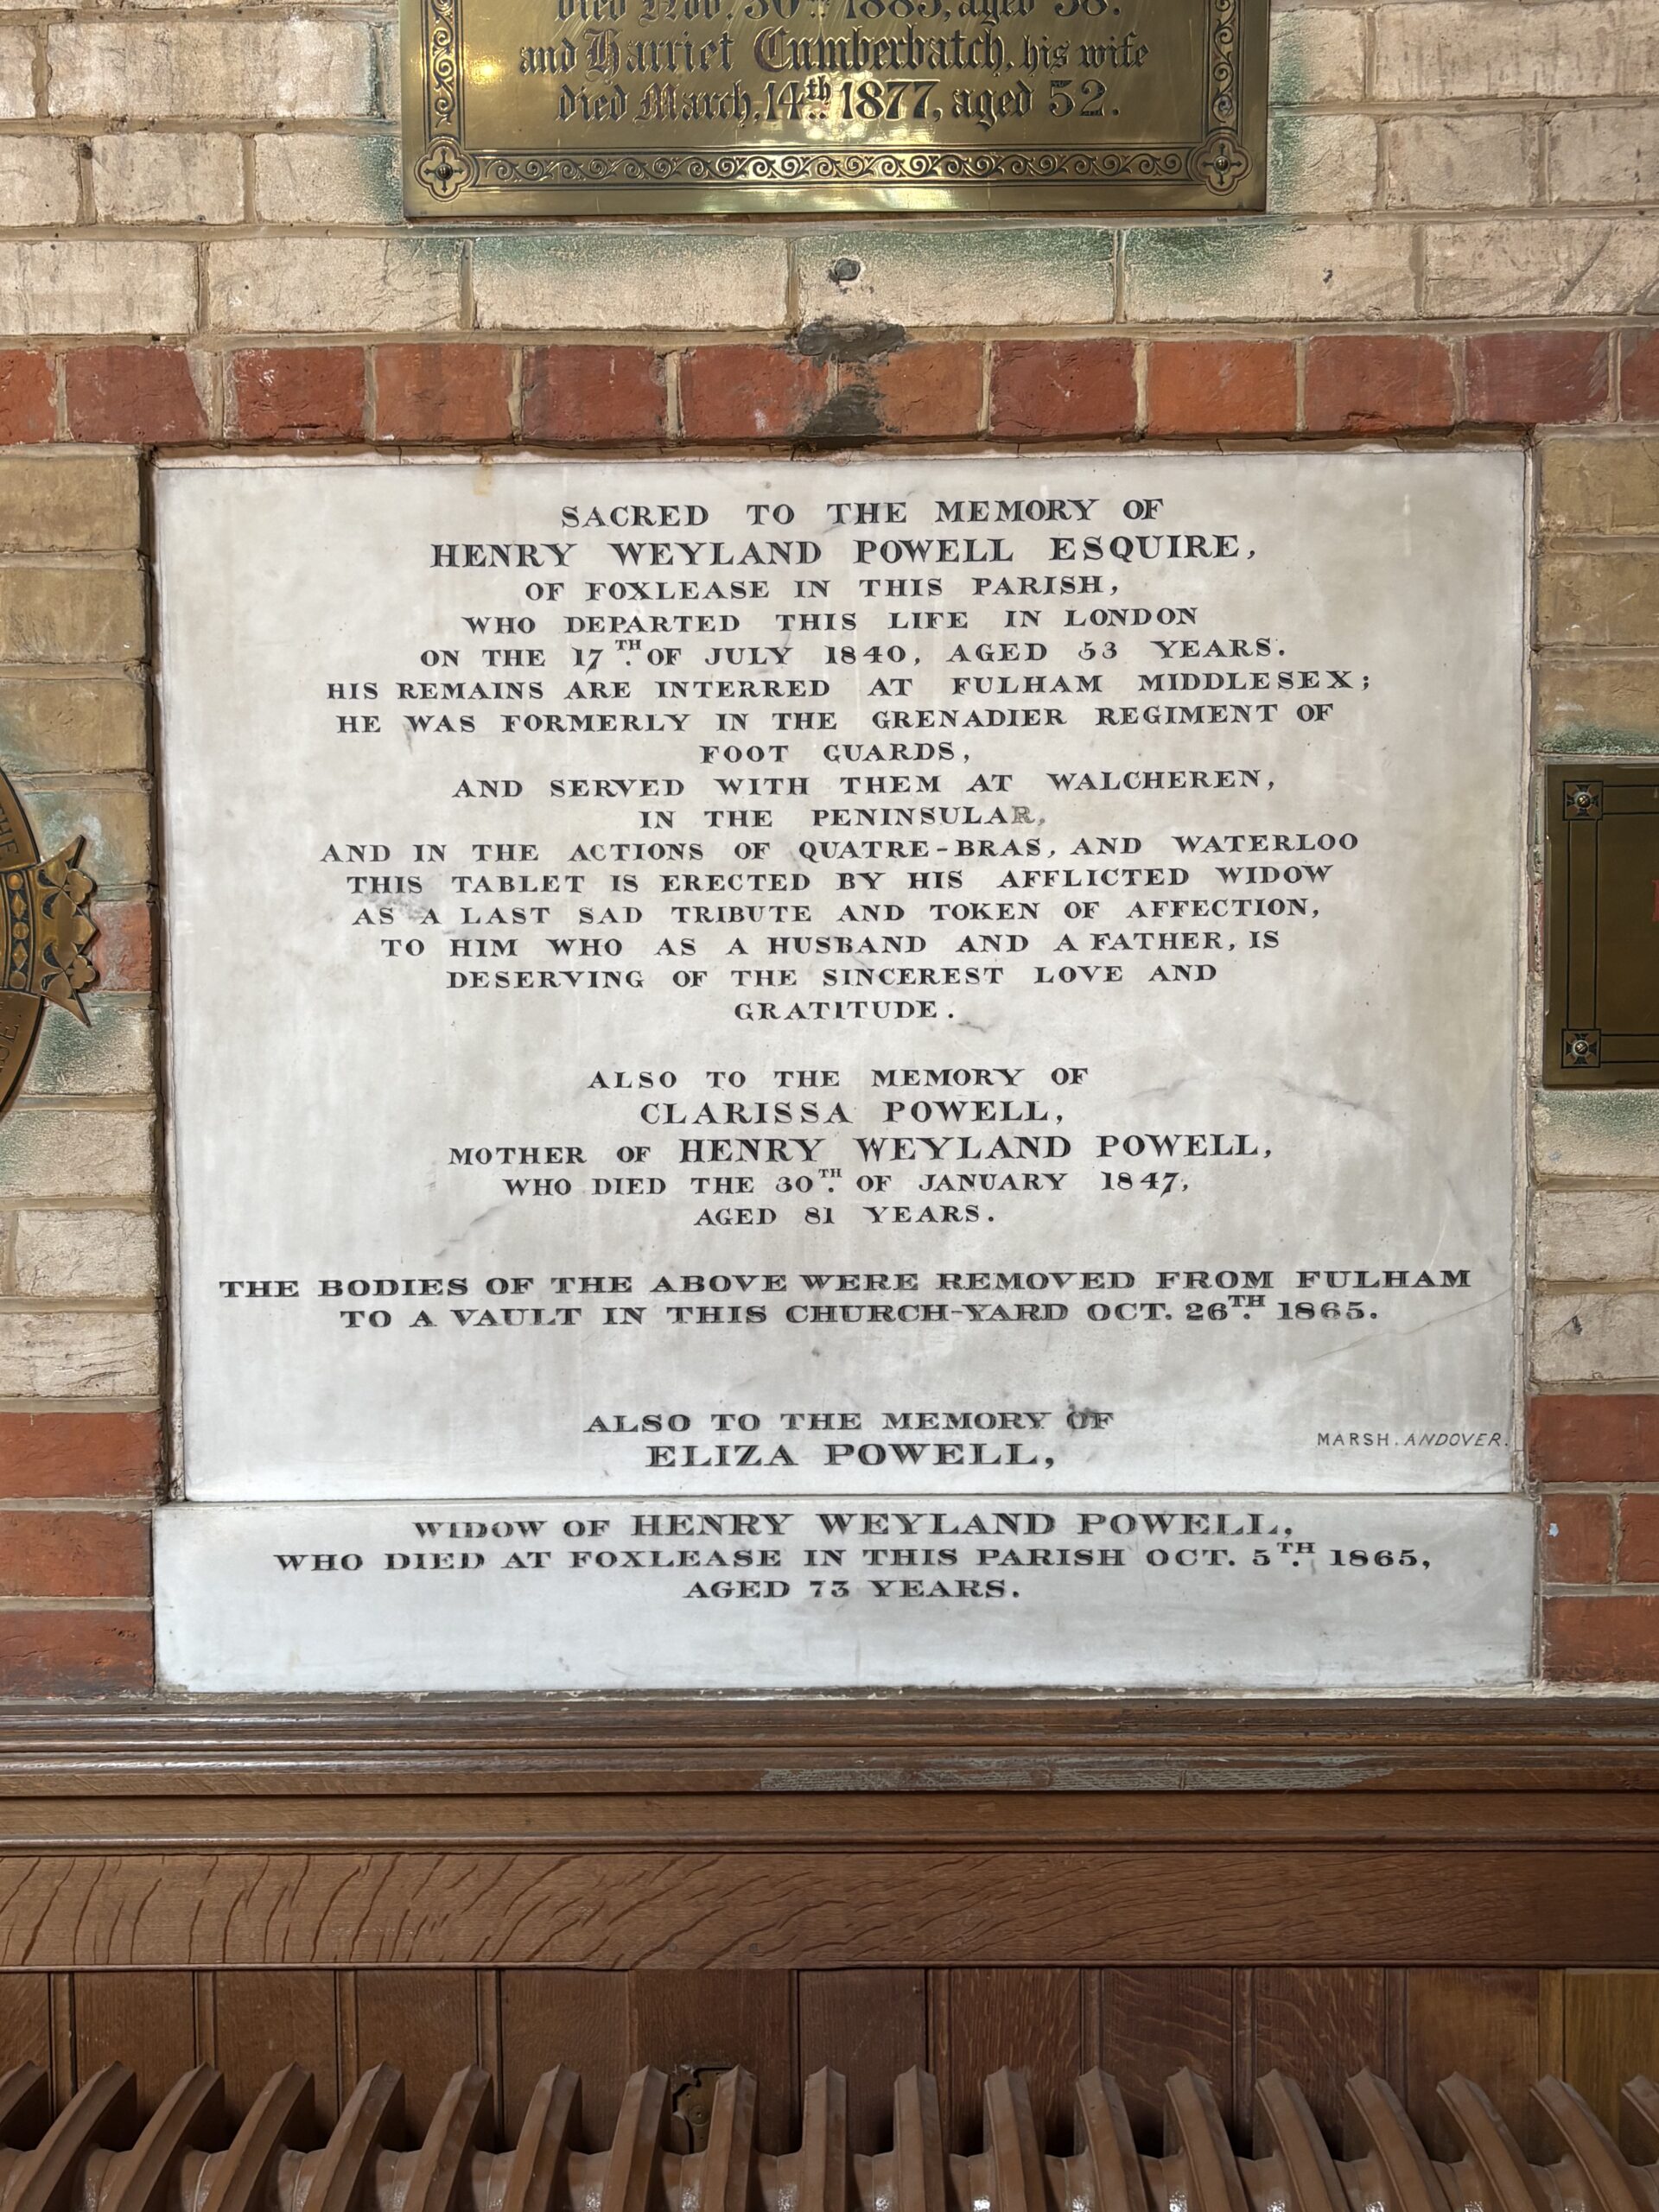 died Nov. 30th 1885, aged 58.
and Harriet Cumberbatch, his wife
died March, 14th 1877, aged 52.
SACRED TO THE MEMORY OF
HENRY WEYLAND POWELL ESQUIRE,
OF FOXLEASE IN THIS PARISH,
WHO DEPARTED THIS LIFE IN LONDON
ON THE 17TH. OF JULY 1840, AGED 53 YEARS.
HIS REMAINS ARE INTERRED AT FULHAM MIDDLESEX;
HE WAS FORMERLY IN THE GRENADIER REGIMENT OF
FOOT GUARDS,
AND SERVED WITH THEM AT WALCHEREN,
IN THE PENINSULAR,
AND IN THE ACTIONS OF QUATRE-BRAS, AND WATERLOO
THIS TABLET IS ERECTED BY HIS AFFLICTED WIDOW
AS A LAST SAD TRIBUTE AND TOKEN OF AFFECTION,
TO HIM WHO AS A HUSBAND AND A FATHER, IS
DESERVING OF THE SINCEREST LOVE AND
GRATITUDE.
ALSO TO THE MEMORY OF
CLARISSA POWELL,
MOTHER OF HENRY WEYLAND POWELL,
WHO DIED THE 30TH. OF JANUARY 1847,
AGED 81 YEARS.
THE BODIES OF THE ABOVE WERE REMOVED FROM FULHAM
TO A VAULT IN THIS CHURCH-YARD OCT. 26TH. 1865.
ALSO TO THE MEMORY OF
ELIZA POWELL,
MARSH. ANDOVER.
WIDOW OF HENRY WEYLAND POWELL,
WHO DIED AT FOXLEASE IN THIS PARISH OCT. 5TH. 1865,
AGED 73 YEARS.
THE